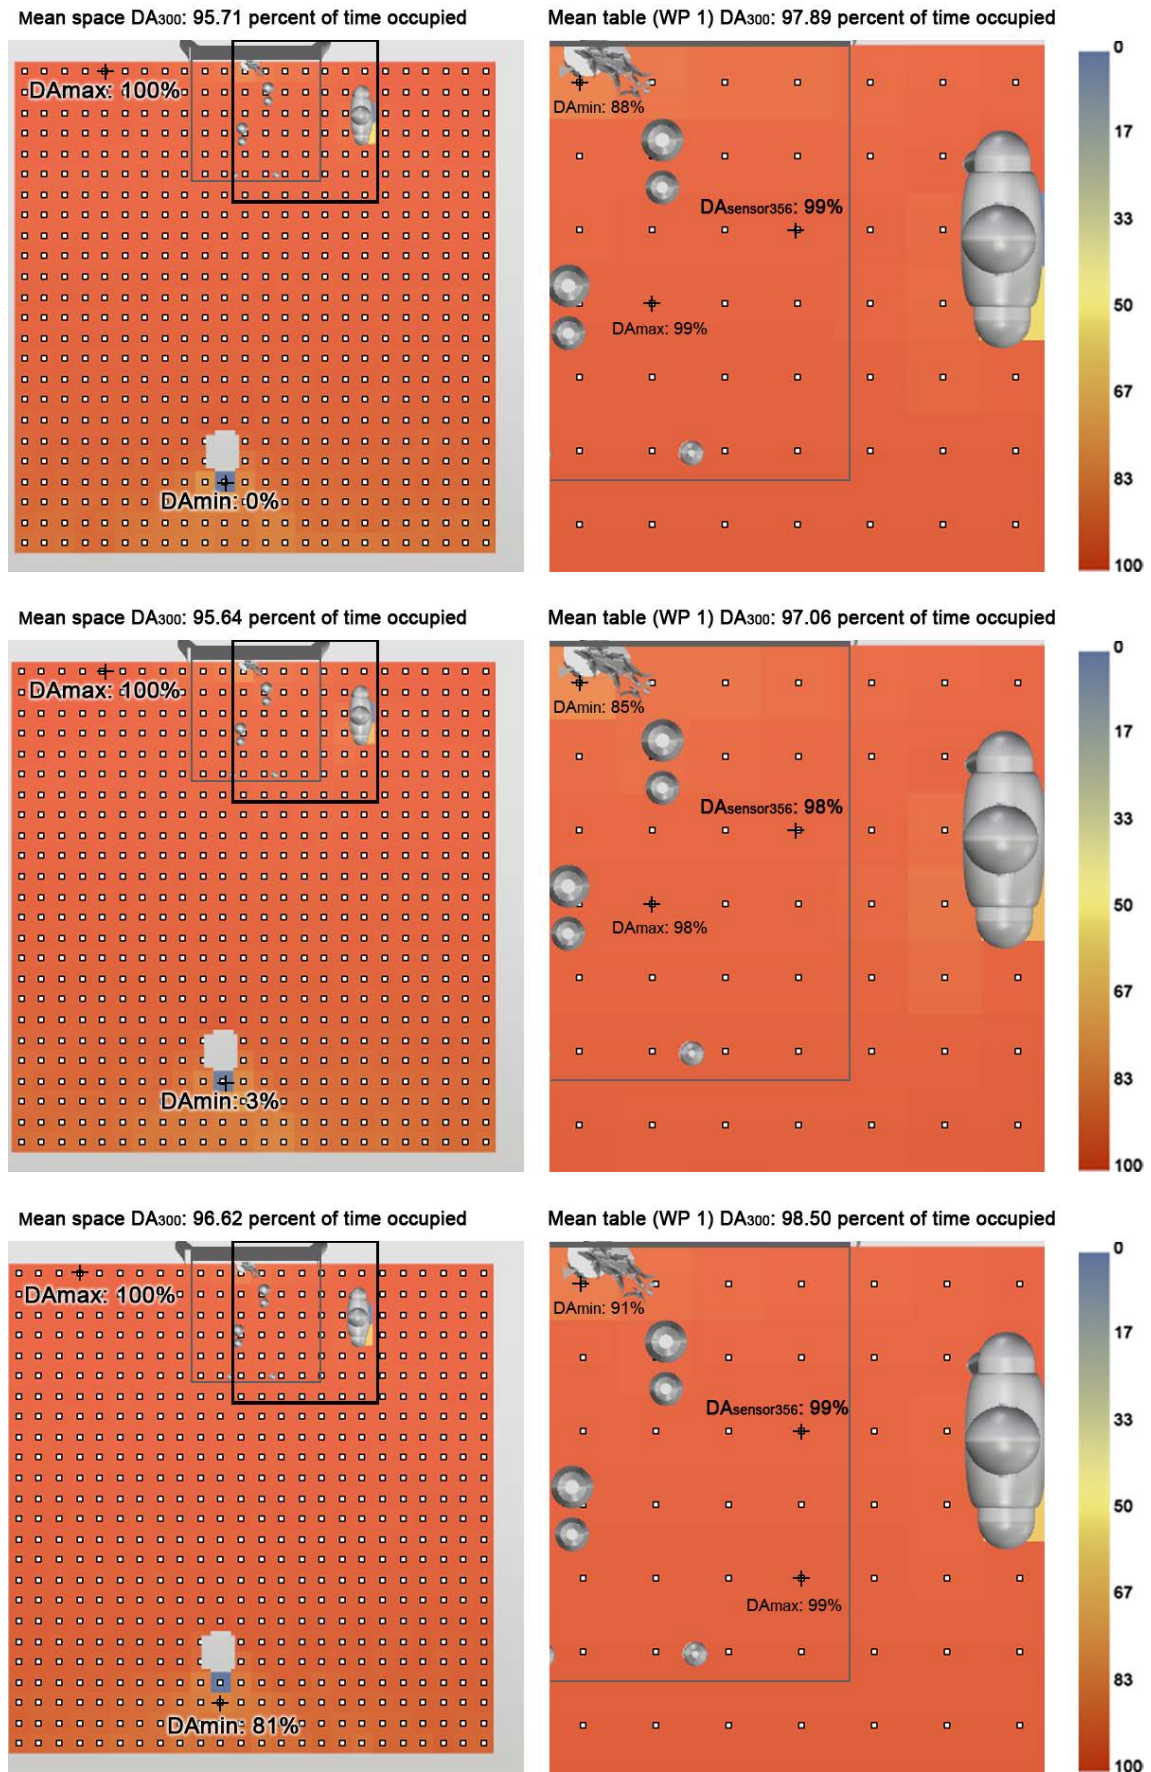 Mean space DA300: 95.71 percent of time occupied
Mean table (WP 1) DA300: 97.89 percent of time occupied
DAmax: 100%
DAmin: 0%
DAmin: 88%
DAsensor356: 99%
DAmax: 99%
0
17
33
50
67
83
100
Mean space DA300: 95.64 percent of time occupied
Mean table (WP 1) DA300: 97.06 percent of time occupied
DAmax: 100%
DAmin: 3%
DAmin: 85%
DAsensor356: 98%
DAmax: 98%
0
17
33
50
67
83
100
Mean space DA300: 96.62 percent of time occupied
Mean table (WP 1) DA300: 98.50 percent of time occupied
DAmax: 100%
DAmin: 81%
DAmin: 91%
DAsensor356: 99%
DAmax: 99%
0
17
33
50
67
83
100